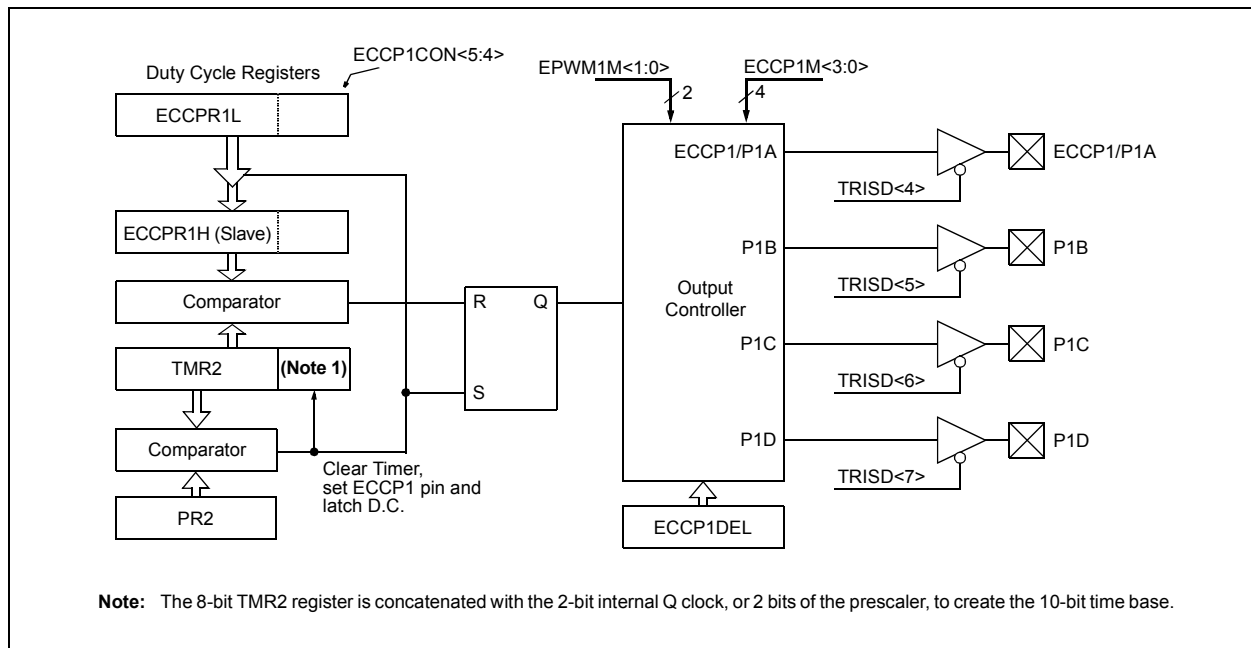 ECCP1CON<5:4>
Duty Cycle Registers
ECCPR1L
ECCPR1H (Slave)
Comparator
TMR2
(Note 1)
Comparator
PR2
Clear Timer,
set ECCP1 pin and
latch D.C.
R
Q
S
EPWM1M<1:0>
2
ECCP1M<3:0>
4
Output
Controller
ECCP1/P1A
P1B
P1C
P1D
ECCP1DEL
TRISD<4>
ECCP1/P1A
TRISD<5>
P1B
TRISD<6>
P1C
TRISD<7>
P1D
Note: The 8-bit TMR2 register is concatenated with the 2-bit internal Q clock, or 2 bits of the prescaler, to create the 10-bit time base.